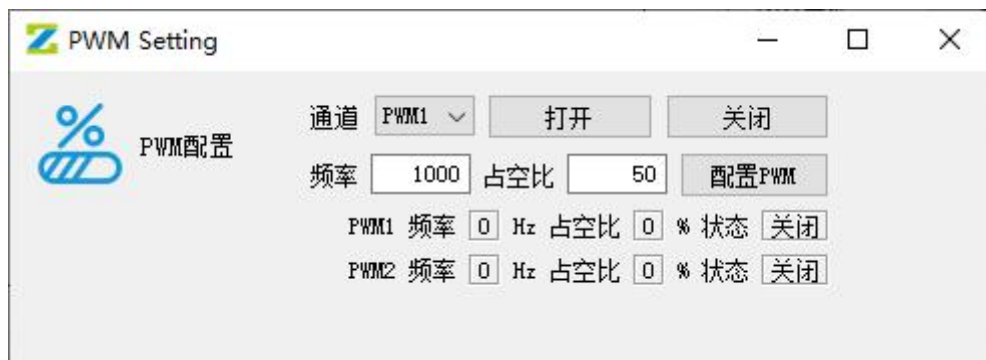 PWM Setting
通道 PWM1 打开 关闭
PWM配置
频率 1000 占空比 50 配置PWM
PWM1 频率 0 Hz 占空比 0 % 状态 关闭
PWM2 频率 0 Hz 占空比 0 % 状态 关闭